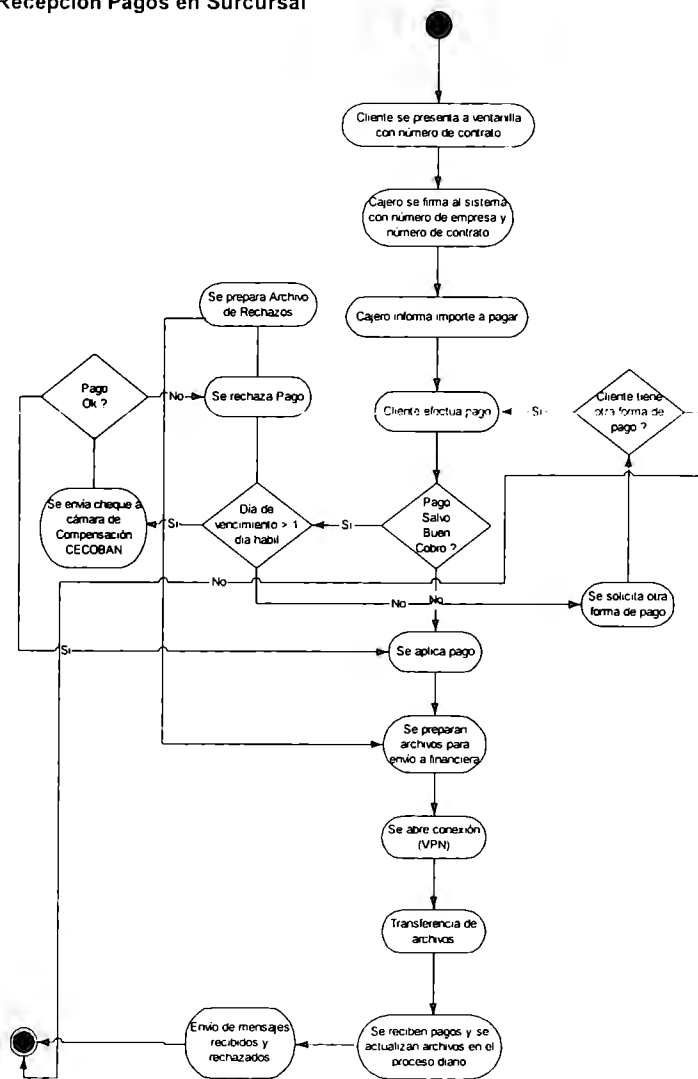 Recepción Pagos en Surcursal
Cliente se presenta a ventanilla
con número de contrato
Cajero se firma al sistema
con número de empresa y
número de contrato
Se prepara Archivo
de Rechazos
Cajero informa importe a pagar
Pago
Ok ?
No
Se rechaza Pago
Cliente efectua pago
Si
Cliente tiene
otra forma de
pago ?
Se envia cheque a
cámara de
Compensación
CECOBAN
Si
Dia de
vencimiento > 1
dia habil
Si
Pago
Salvo
Buen
Cobro ?
No
No
No
Se solicita otra
forma de pago
Si
Se aplica pago
Se preparan
archivos para
envio a financiera
Se abre conexión
(VPN)
Transferencia de
archivos
Envio de mensajes
recibidos y
rechazados
Se reciben pagos y se
actualizan archivos en el
proceso diario